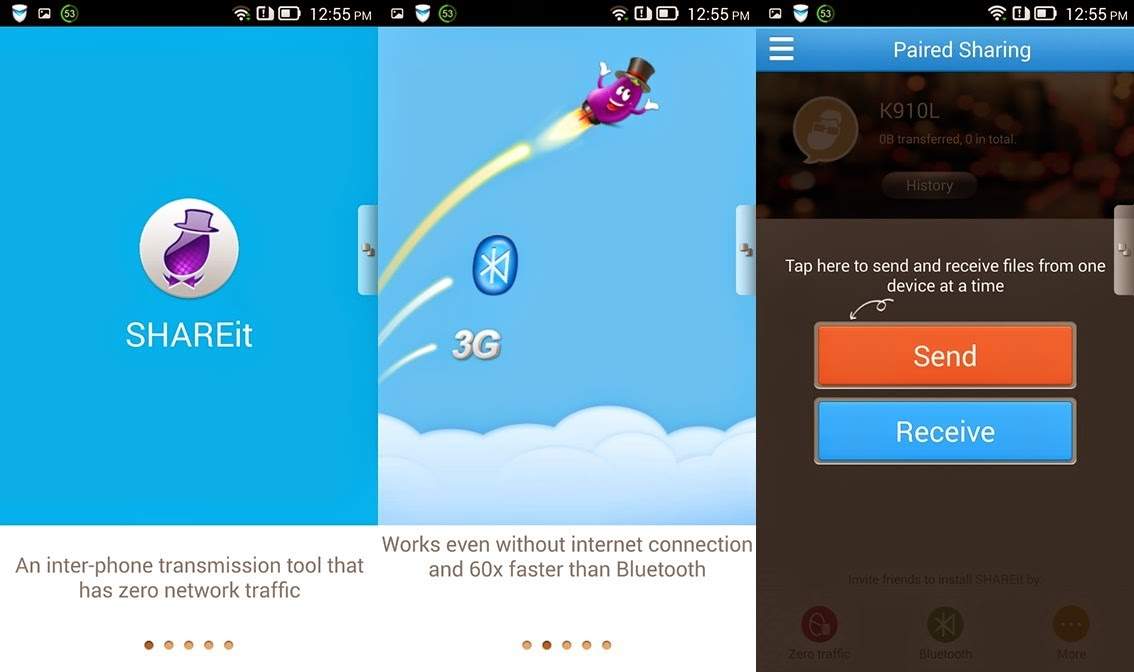 53
12:55 PM
SHAREit
An inter-phone transmission tool that
has zero network traffic
53
12:55 PM
3G
Works even without internet connection
and 60x faster than Bluetooth
53
12:55 PM
Paired Sharing
K910L
0B transferred, 0 in total.
History
Tap here to send and receive files from one
device at a time
Send
Receive
Invite friends to install SHAREit by:
Zero traffic
Bluetooth
More